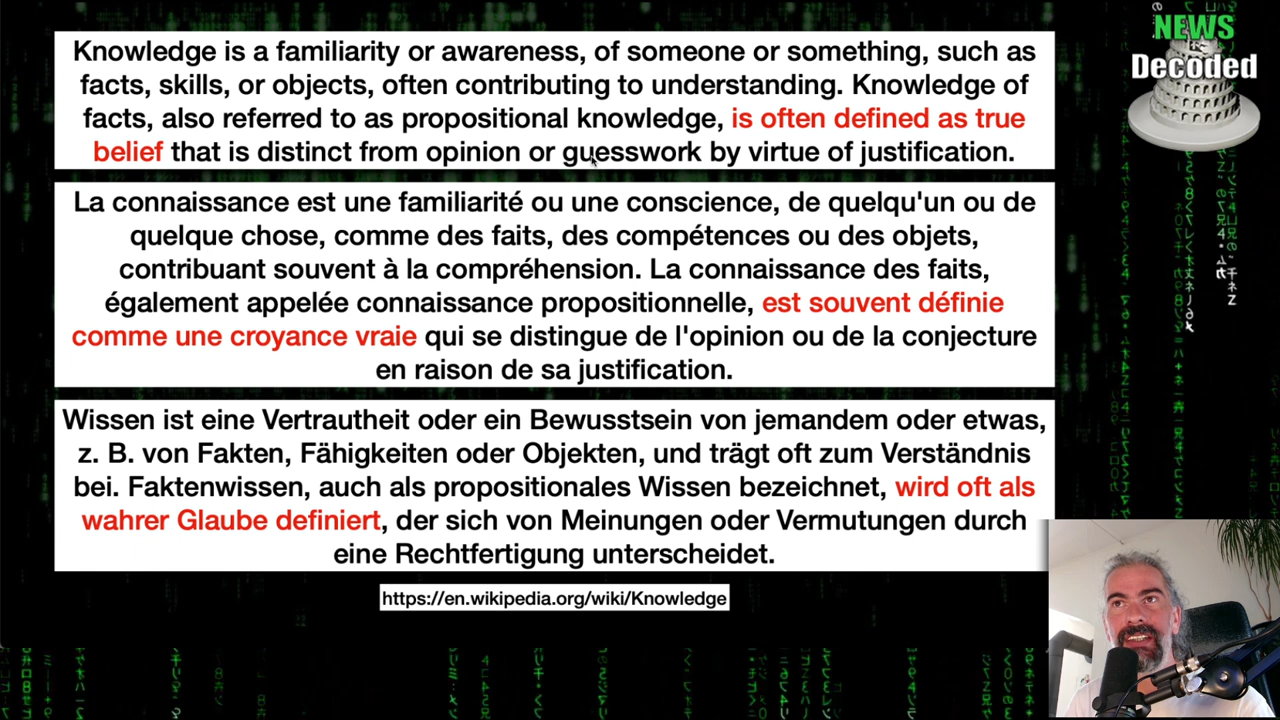 NEWS
Decoded
Knowledge is a familiarity or awareness, of someone or something, such as
facts, skills, or objects, often contributing to understanding. Knowledge of
facts, also referred to as propositional knowledge, is often defined as true
belief that is distinct from opinion or guesswork by virtue of justification.
La connaissance est une familiarité ou une conscience, de quelqu'un ou de
quelque chose, comme des faits, des compétences ou des objets,
contribuant souvent à la compréhension. La connaissance des faits,
également appelée connaissance propositionnelle, est souvent définie
comme une croyance vraie qui se distingue de l'opinion ou de la conjecture
en raison de sa justification.
Wissen ist eine Vertrautheit oder ein Bewusstsein von jemandem oder etwas,
z. B. von Fakten, Fähigkeiten oder Objekten, und trägt oft zum Verständnis
bei. Faktenwissen, auch als propositionales Wissen bezeichnet, wird oft als
wahrer Glaube definiert, der sich von Meinungen oder Vermutungen durch
eine Rechtfertigung unterscheidet.
https://en.wikipedia.org/wiki/Knowledge